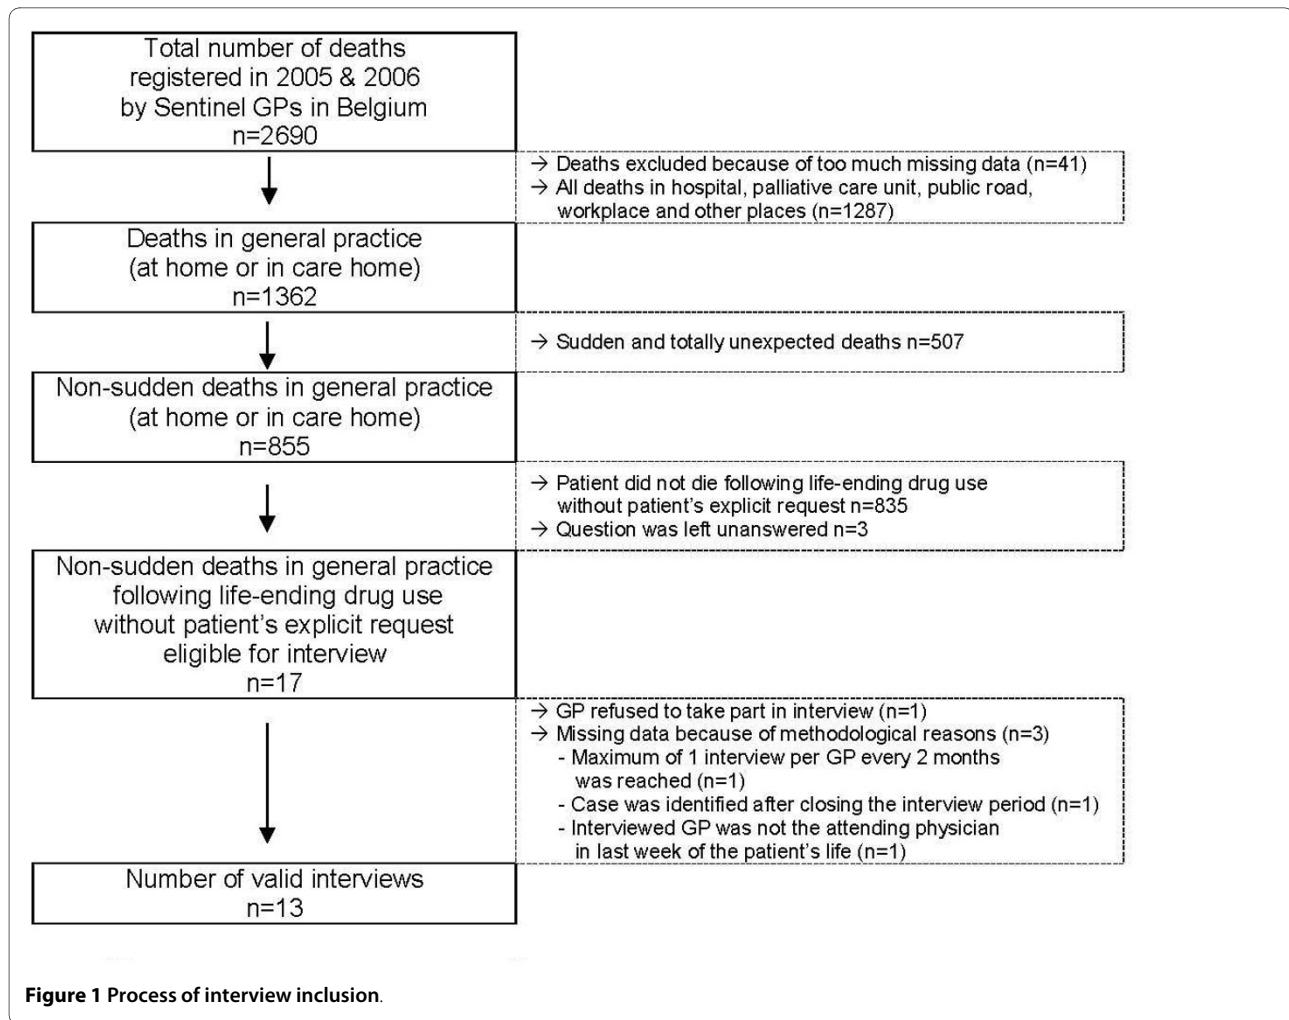 Total number of deaths
registered in 2005 & 2006
by Sentinel GPs in Belgium
n=2690
→ Deaths excluded because of too much missing data (n=41)
→ All deaths in hospital, palliative care unit, public road,
workplace and other places (n=1287)
Deaths in general practice
(at home or in care home)
n=1362
→ Sudden and totally unexpected deaths n=507
Non-sudden deaths in general practice
(at home or in care home)
n=855
→ Patient did not die following life-ending drug use
without patient's explicit request n=835
→ Question was left unanswered n=3
Non-sudden deaths in general practice
following life-ending drug use
without patient's explicit request
eligible for interview
n=17
→ GP refused to take part in interview (n=1)
→ Missing data because of methodological reasons (n=3)
- Maximum of 1 interview per GP every 2 months
was reached (n=1)
- Case was identified after closing the interview period (n=1)
- Interviewed GP was not the attending physician
in last week of the patient's life (n=1)
Number of valid interviews
n=13
Figure 1 Process of interview inclusion.